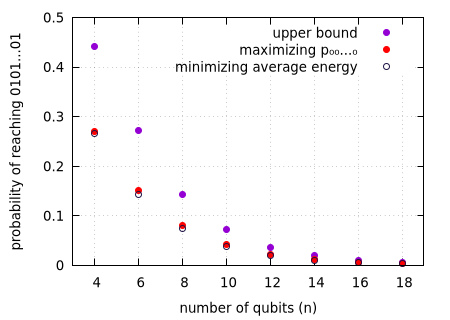 0.5
0.4
0.3
0.2
0.1
0
probability of reaching 0101...01
upper bound
maximizing p₀₀...₀
minimizing average energy
4 6 8 10 12 14 16 18
number of qubits (n)